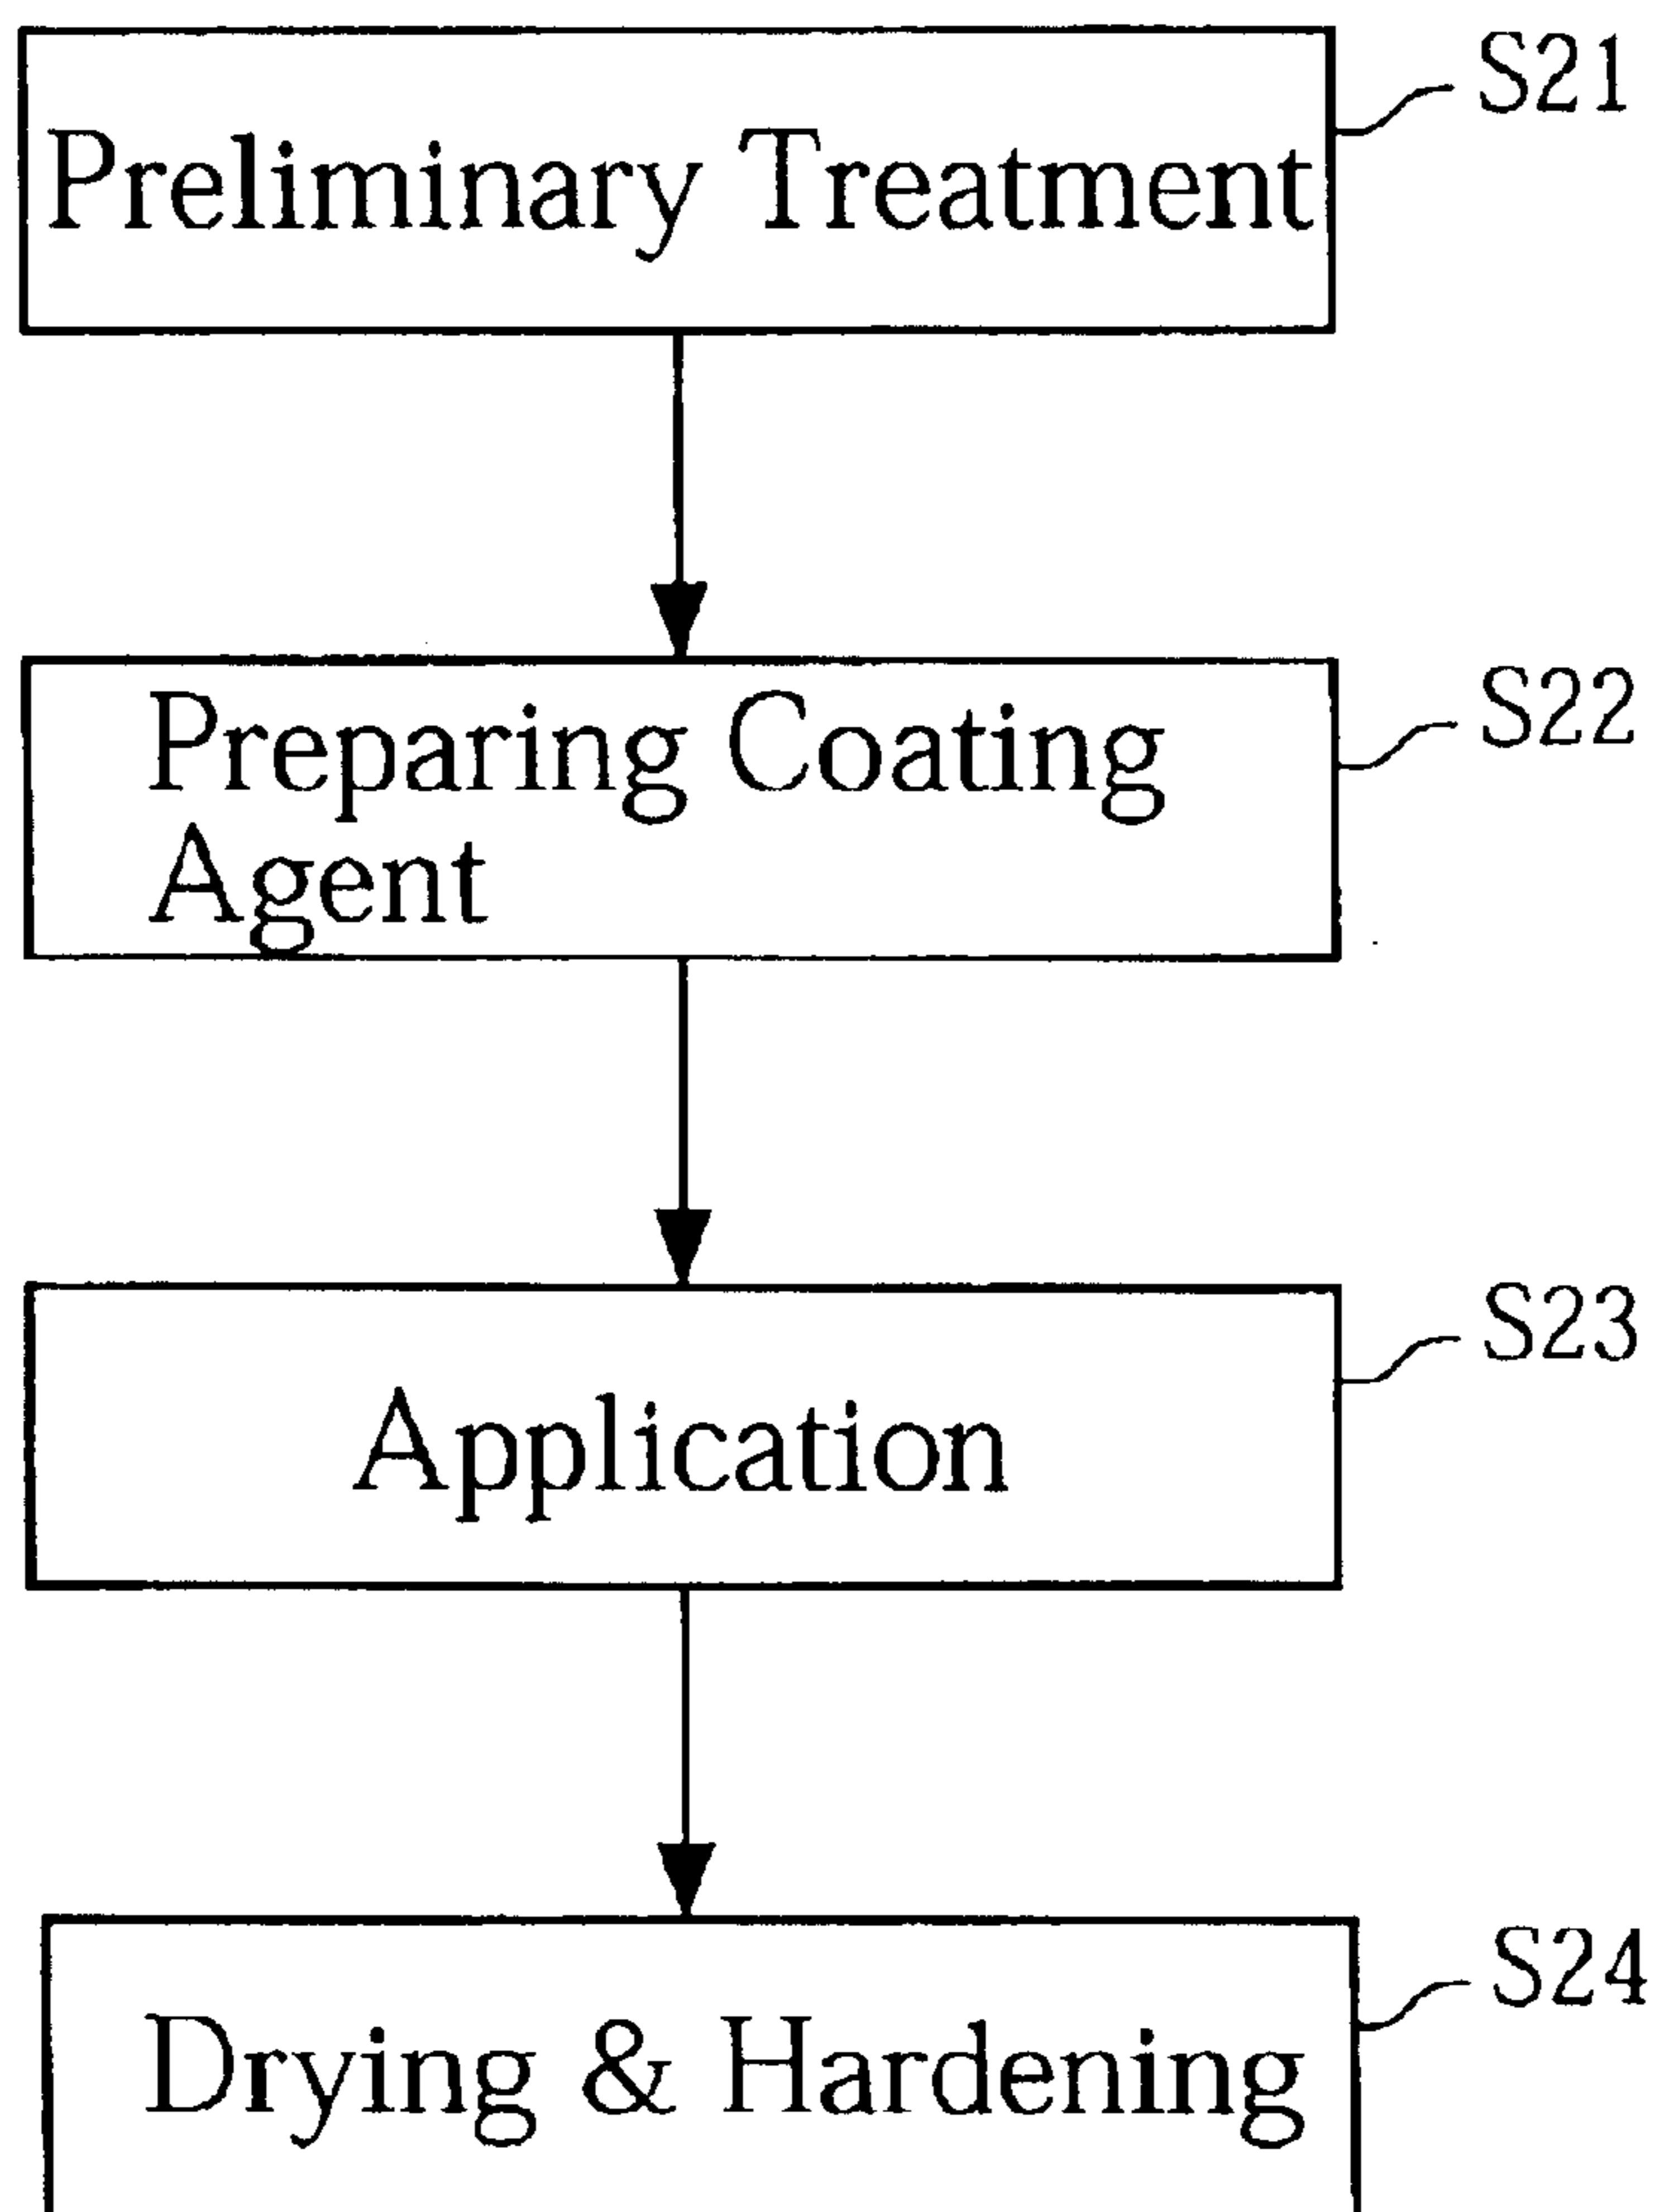 S21
Preliminary Treatment
S22
Preparing Coating
Agent
S23
Application
S24
Drying & Hardening